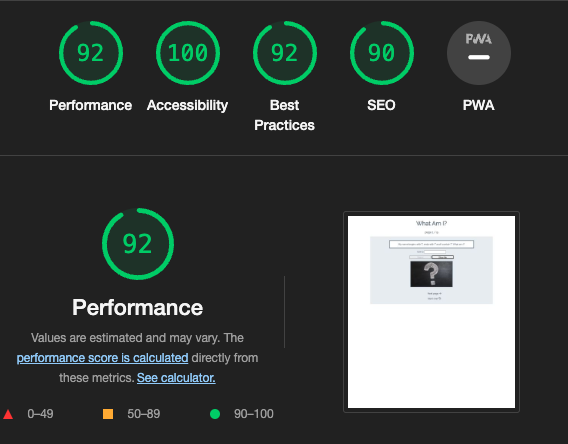 92
100
92
90
PWA
Performance
Accessibility
Best
Practices
SEO
PWA
92
Performance
Values are estimated and may vary. The
performance score is calculated directly from
these metrics. See calculator.
0–49
50–89
90–100
What Am I?